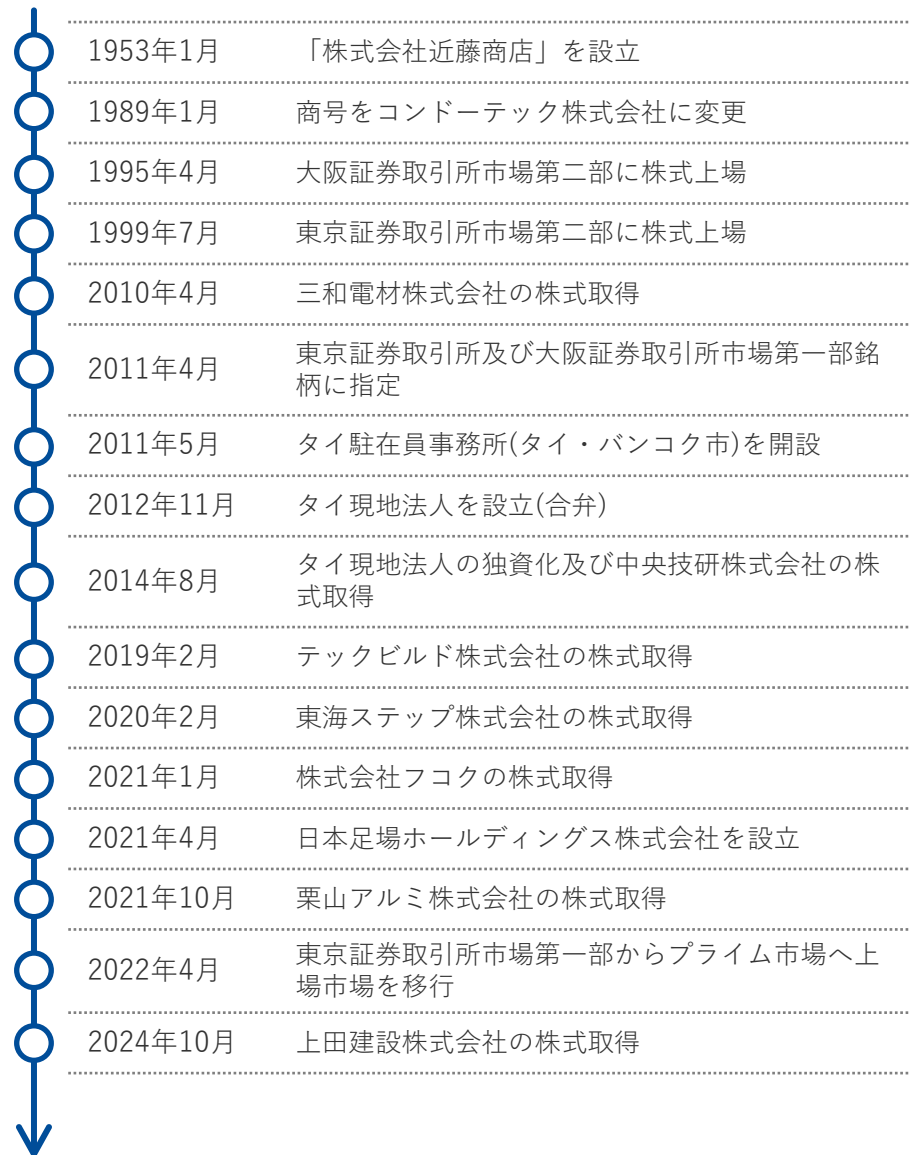 1953年1月 「株式会社近藤商店」を設立
1989年1月 商号をコンドーテック株式会社に変更
1995年4月 大阪証券取引所市場第二部に株式上場
1999年7月 東京証券取引所市場第二部に株式上場
2010年4月 三和電材株式会社の株式取得
2011年4月 東京証券取引所及び大阪証券取引所市場第一部銘
柄に指定
2011年5月 タイ駐在員事務所(タイ・バンコク市)を開設
2012年11月 タイ現地法人を設立(合弁)
2014年8月 タイ現地法人の独資化及び中央技研株式会社の株
式取得
2019年2月 テックビルド株式会社の株式取得
2020年2月 東海ステップ株式会社の株式取得
2021年1月 株式会社フコクの株式取得
2021年4月 日本足場ホールディングス株式会社を設立
2021年10月 栗山アルミ株式会社の株式取得
2022年4月 東京証券取引所市場第一部からプライム市場へ上
場市場を移行
2024年10月 上田建設株式会社の株式取得